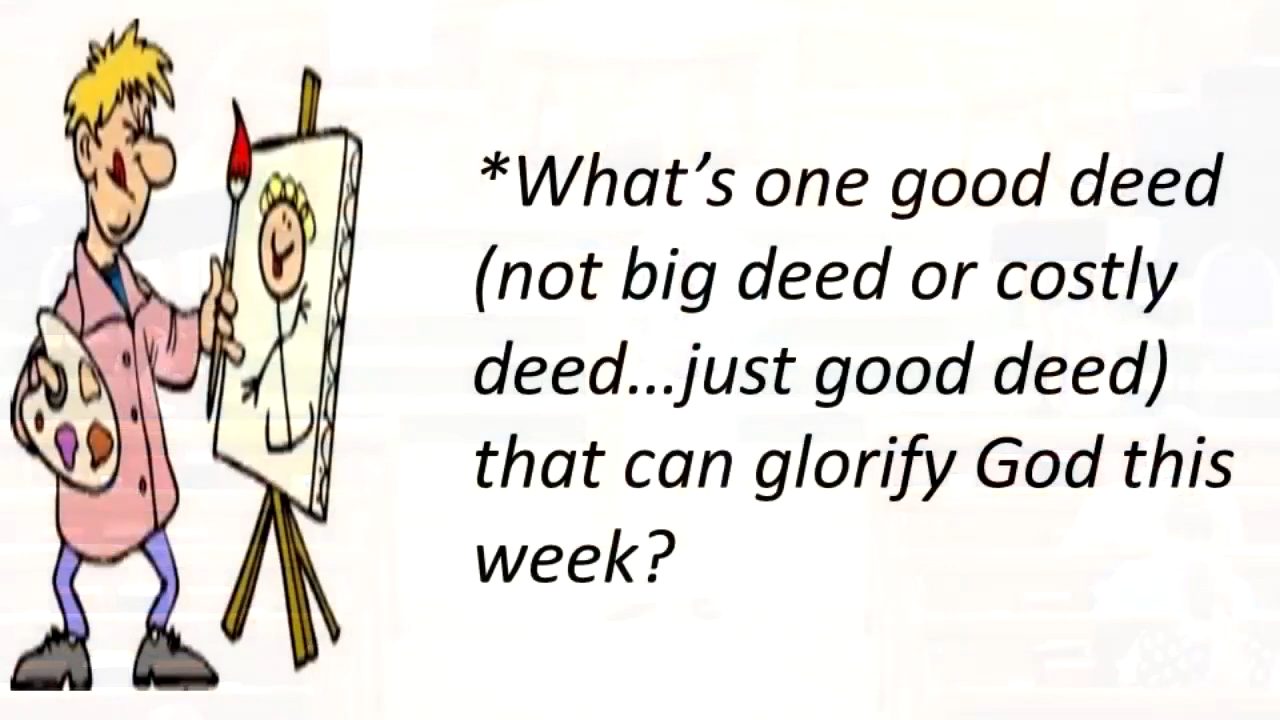 *What's one good deed
(not big deed or costly
deed...just good deed)
that can glorify God this
week?